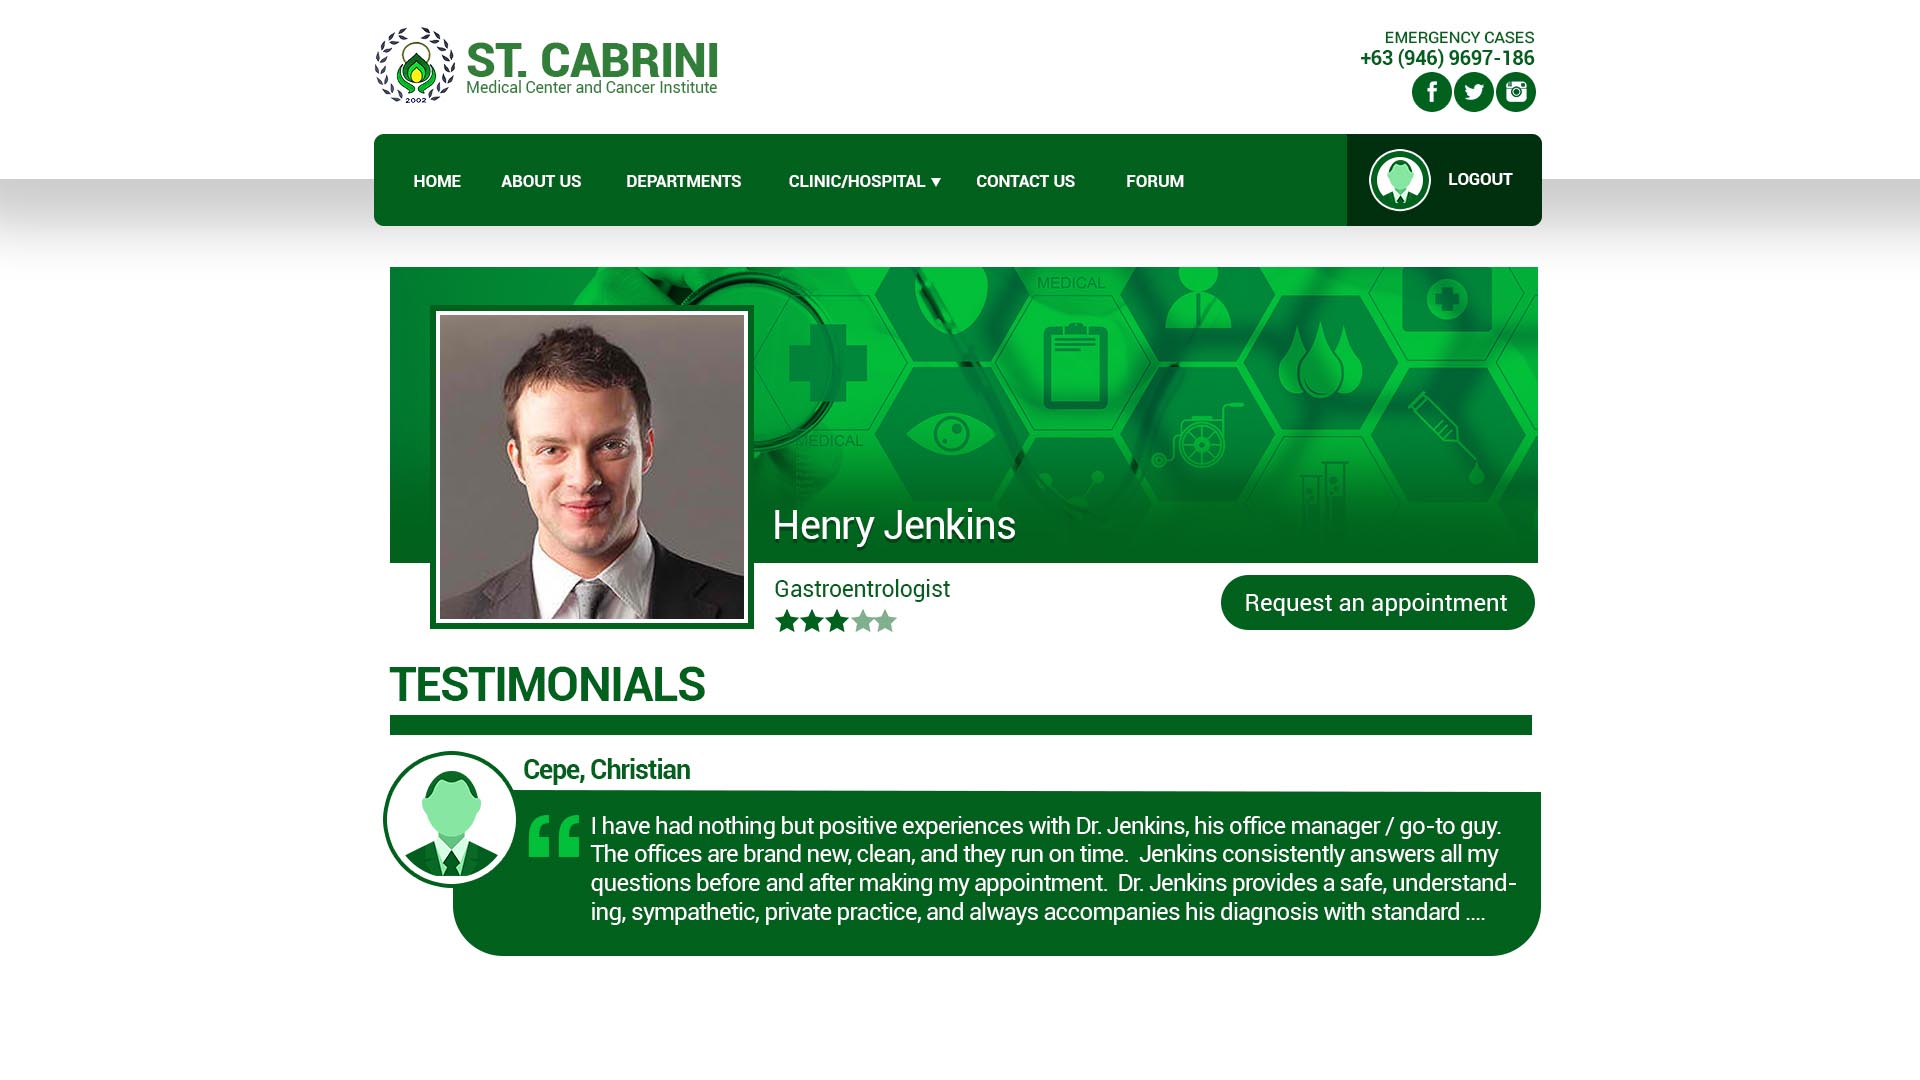 ST. CABRINI
Medical Center and Cancer Institute
2002
EMERGENCY CASES
+63 (946) 9697-186
HOME ABOUT US DEPARTMENTS CLINIC/HOSPITAL ▼ CONTACT US FORUM LOGOUT
MEDICAL
MEDICAL
Henry Jenkins
Gastroentrologist
Request an appointment
TESTIMONIALS
Cepe, Christian
“ I have had nothing but positive experiences with Dr. Jenkins, his office manager / go-to guy.
The offices are brand new, clean, and they run on time.  Jenkins consistently answers all my
questions before and after making my appointment.  Dr. Jenkins provides a safe, understand-
ing, sympathetic, private practice, and always accompanies his diagnosis with standard ....